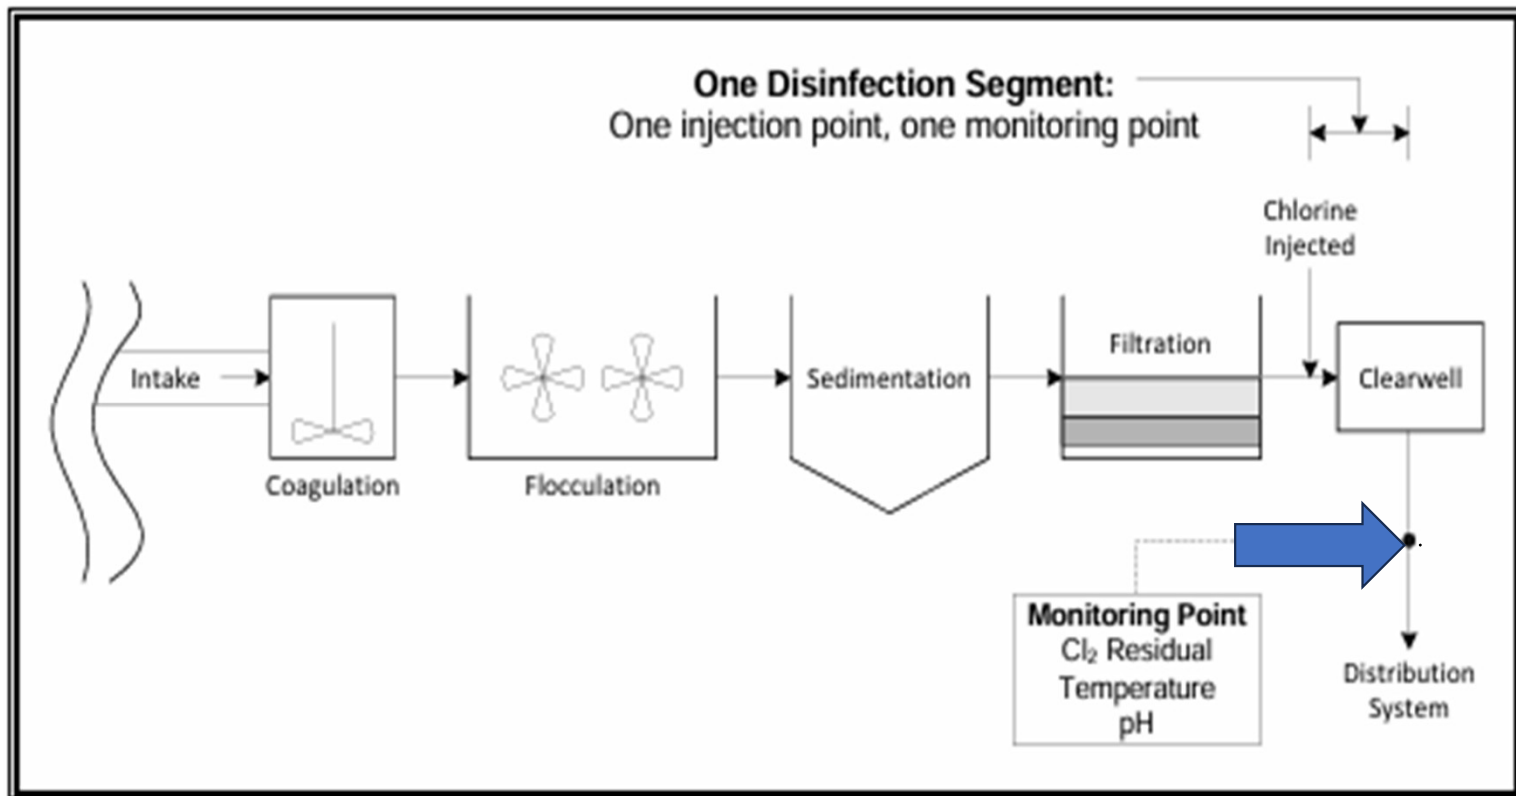 One Disinfection Segment:
One injection point, one monitoring point
Chlorine
Injected
Intake
Coagulation
Flocculation
Sedimentation
Filtration
Clearwell
Monitoring Point
Cl₂ Residual
Temperature
pH
Distribution
System